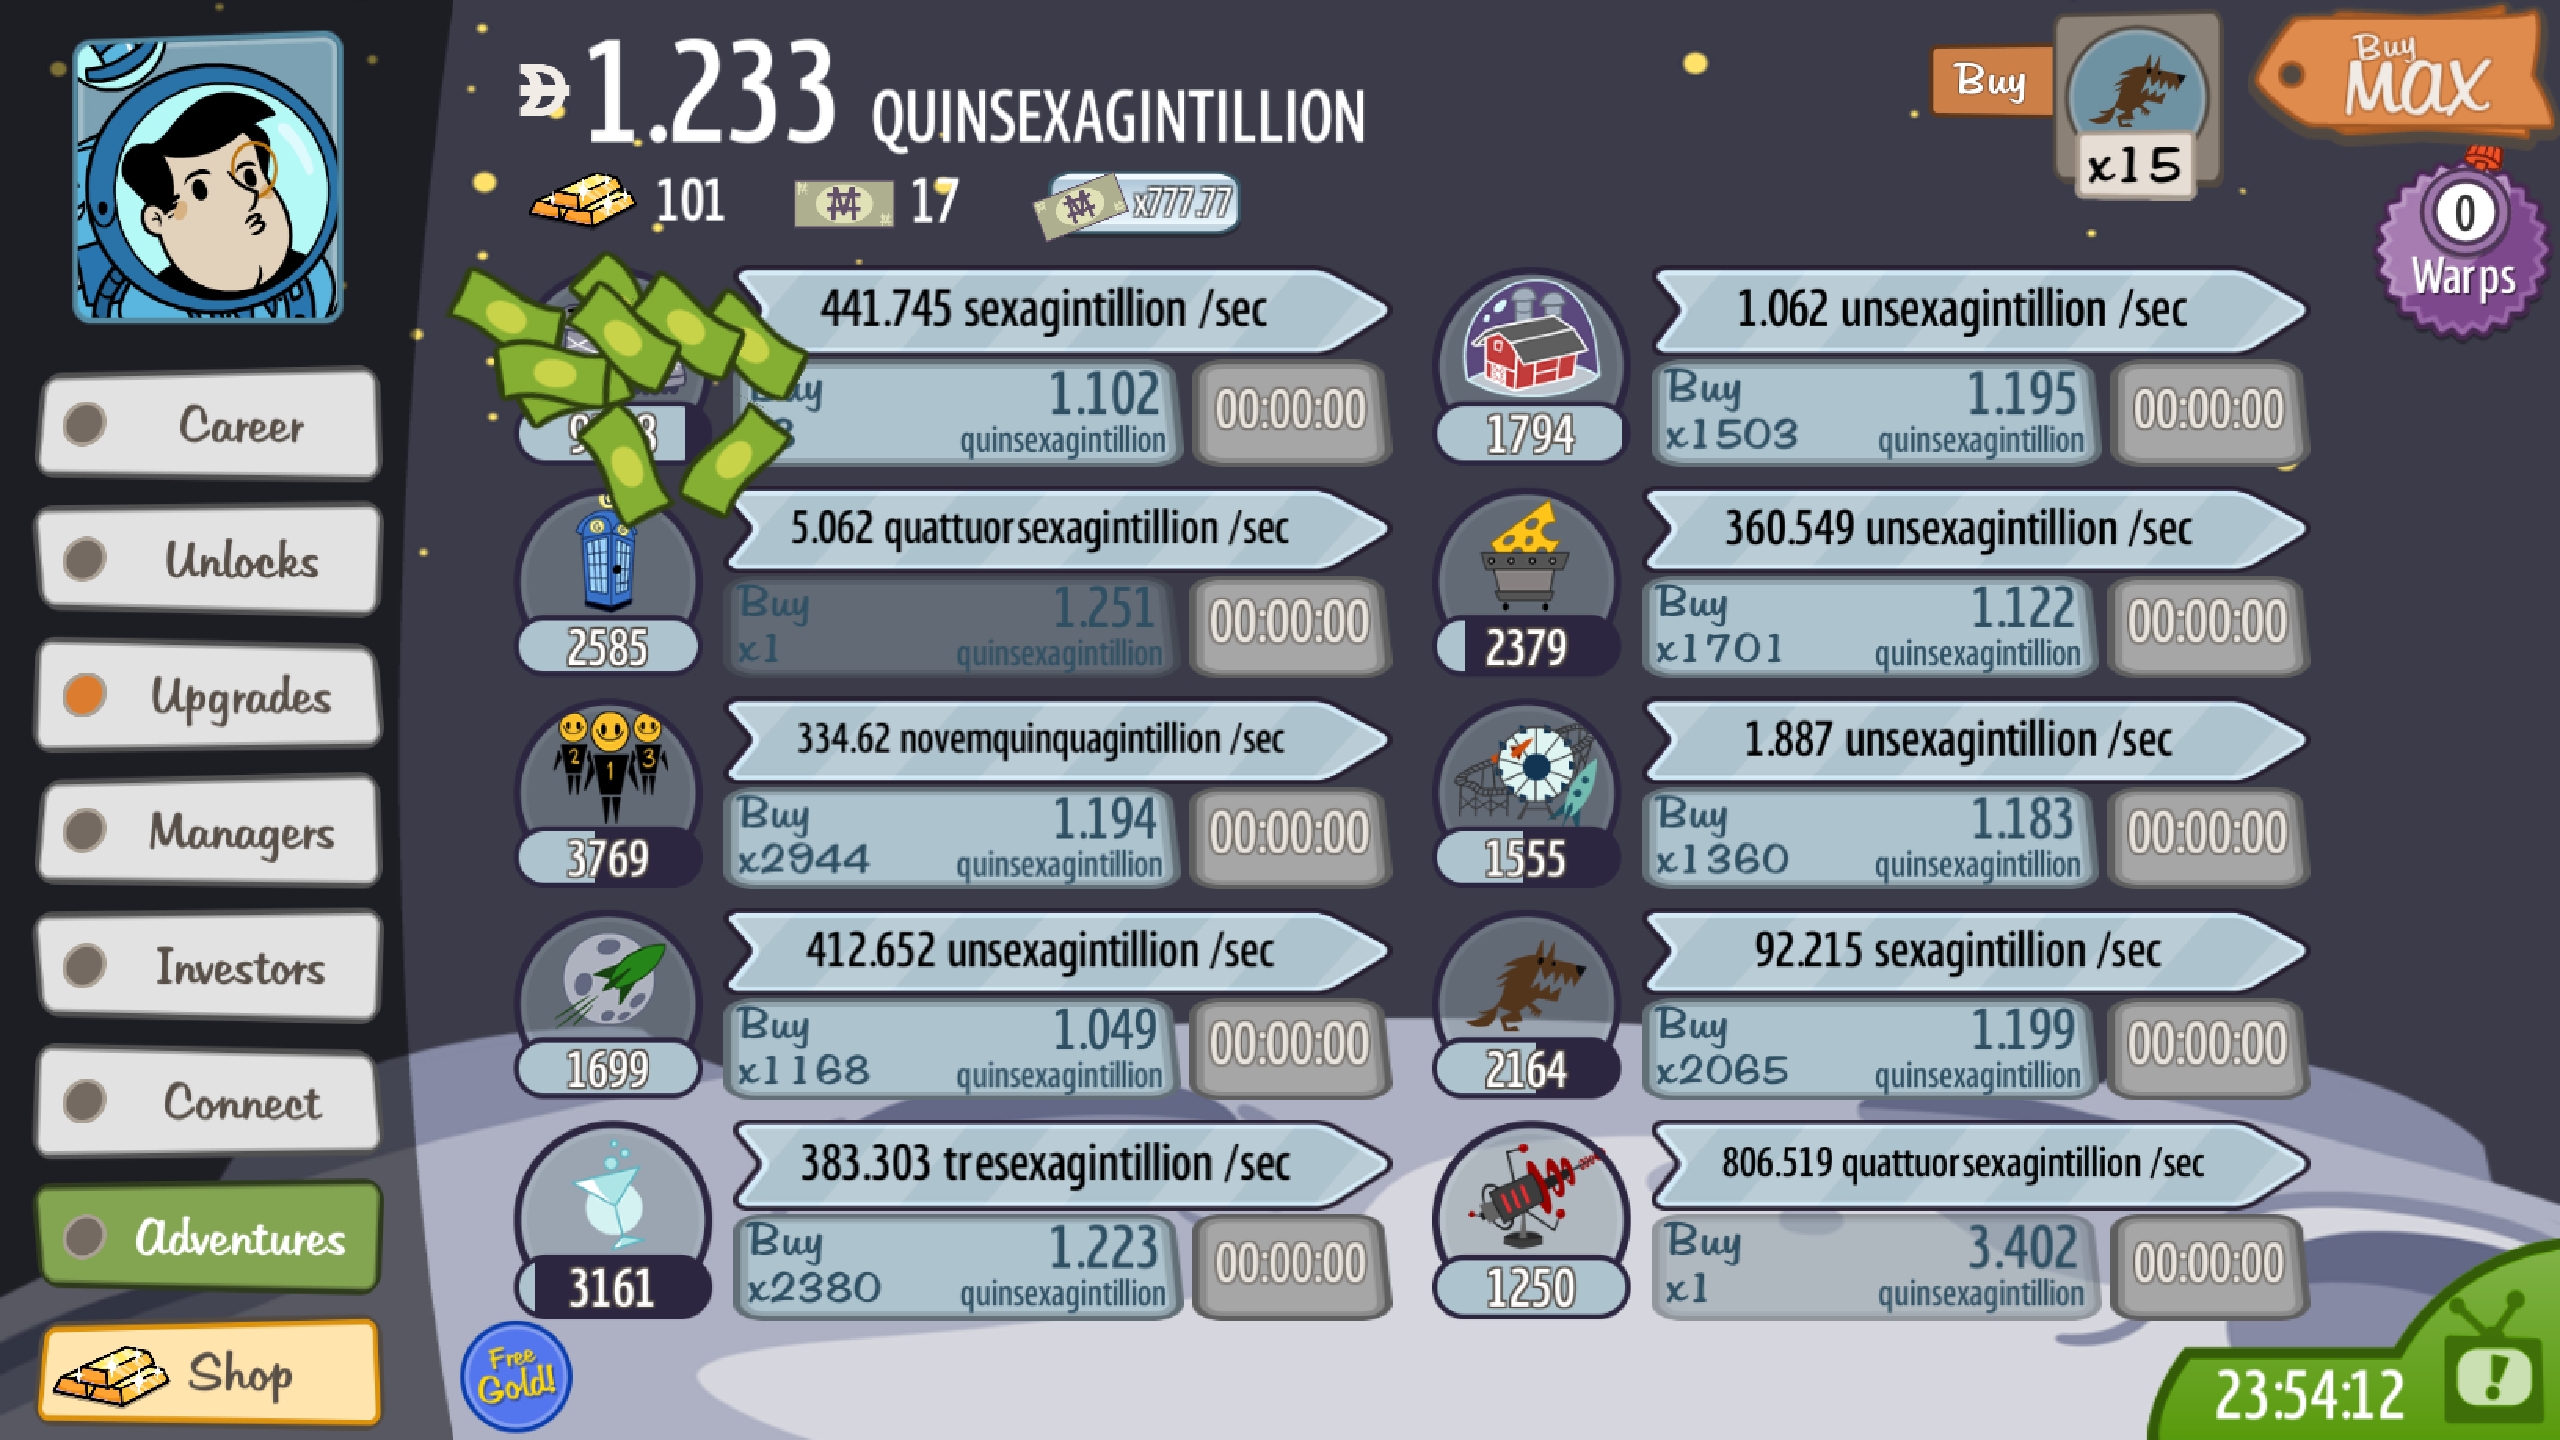 1.233 QUINSEXAGINTILLION
Buy
x15
Buy
MAX
101
17
x777.77
0
Warps
Career
Unlocks
Upgrades
Managers
Investors
Connect
Adventures
Shop
441.745 sexagintillion /sec
1.102
quinsexagintillion
00:00:00
1794
1.062 unsexagintillion /sec
Buy 1.195
x1503 quinsexagintillion
00:00:00
2585
5.062 quattuorsexagintillion /sec
Buy 1.251
x1 quinsexagintillion
00:00:00
2379
360.549 unsexagintillion /sec
Buy 1.122
x1701 quinsexagintillion
00:00:00
2 1 3
3769
334.62 novemquinquagintillion /sec
Buy 1.194
x2944 quinsexagintillion
00:00:00
1555
1.887 unsexagintillion /sec
Buy 1.183
x1360 quinsexagintillion
00:00:00
1699
412.652 unsexagintillion /sec
Buy 1.049
x1168 quinsexagintillion
00:00:00
2164
92.215 sexagintillion /sec
Buy 1.199
x2065 quinsexagintillion
00:00:00
3161
383.303 tresexagintillion /sec
Buy 1.223
x2380 quinsexagintillion
00:00:00
1250
806.519 quattuorsexagintillion /sec
Buy 3.402
x1 quinsexagintillion
00:00:00
Free
Gold!
23:54:12
!